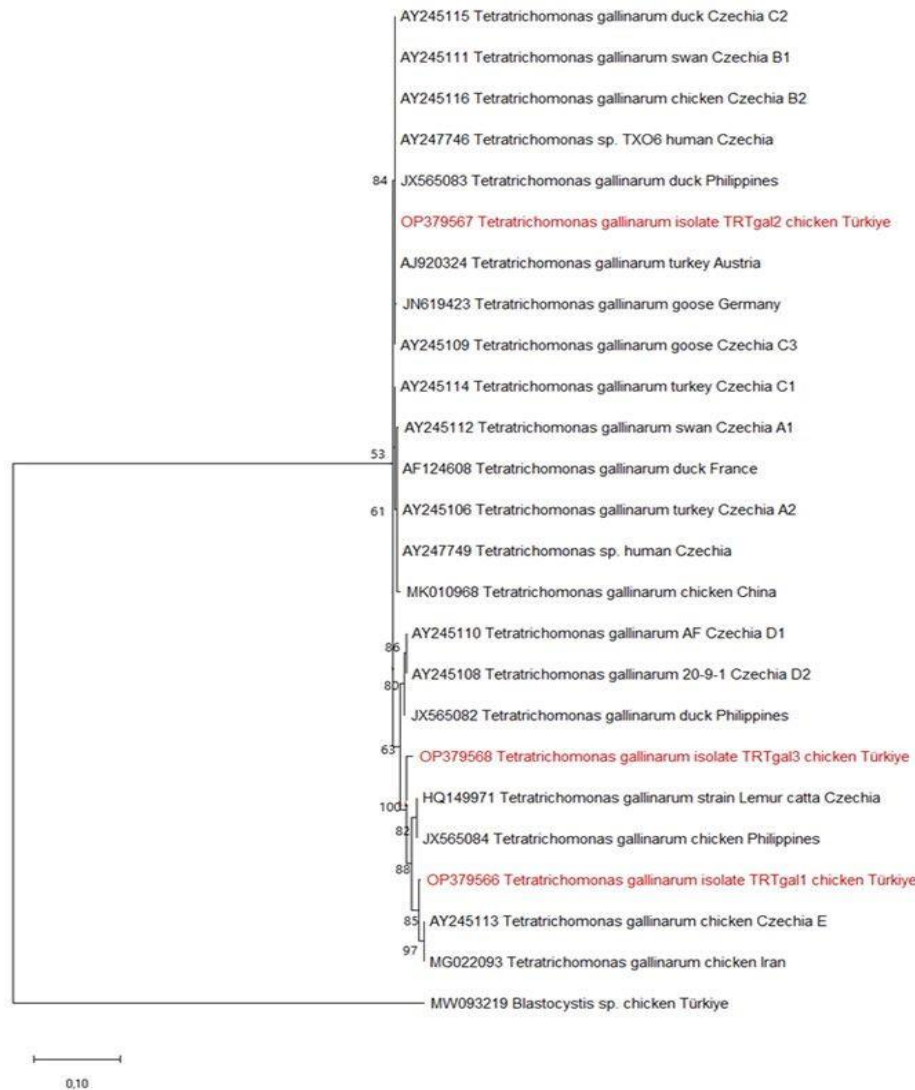 AY245115 Tetratrichomonas gallinarum duck Czechia C2
AY245111 Tetratrichomonas gallinarum swan Czechia B1
AY245116 Tetratrichomonas gallinarum chicken Czechia B2
AY247746 Tetratrichomonas sp. TXO6 human Czechia
84
JX565083 Tetratrichomonas gallinarum duck Philippines
OP379567 Tetratrichomonas gallinarum isolate TRTgal2 chicken Türkiye
AJ920324 Tetratrichomonas gallinarum turkey Austria
JN619423 Tetratrichomonas gallinarum goose Germany
AY245109 Tetratrichomonas gallinarum goose Czechia C3
AY245114 Tetratrichomonas gallinarum turkey Czechia C1
AY245112 Tetratrichomonas gallinarum swan Czechia A1
53
AF124608 Tetratrichomonas gallinarum duck France
61
AY245106 Tetratrichomonas gallinarum turkey Czechia A2
AY247749 Tetratrichomonas sp. human Czechia
MK010968 Tetratrichomonas gallinarum chicken China
AY245110 Tetratrichomonas gallinarum AF Czechia D1
86
AY245108 Tetratrichomonas gallinarum 20-9-1 Czechia D2
80
JX565082 Tetratrichomonas gallinarum duck Philippines
63
OP379568 Tetratrichomonas gallinarum isolate TRTgal3 chicken Türkiye
HQ149971 Tetratrichomonas gallinarum strain Lemur catta Czechia
100
82
JX565084 Tetratrichomonas gallinarum chicken Philippines
88
OP379566 Tetratrichomonas gallinarum isolate TRTgal1 chicken Türkiye
85
AY245113 Tetratrichomonas gallinarum chicken Czechia E
97
MG022093 Tetratrichomonas gallinarum chicken Iran
MW093219 Blastocystis sp. chicken Türkiye
0,10